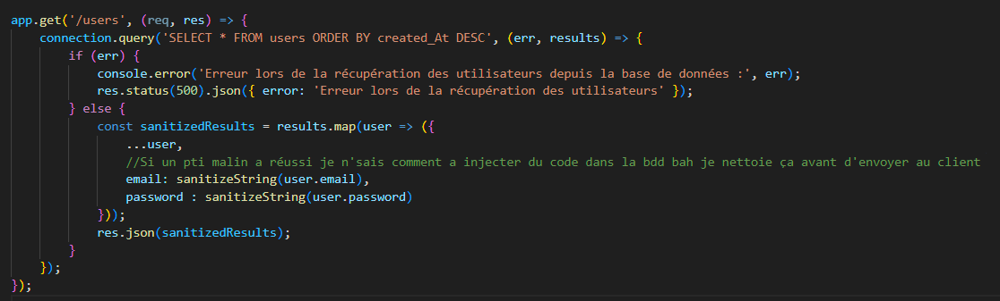 app.get('/users', (req, res) => {
    connection.query('SELECT * FROM users ORDER BY created_At DESC', (err, results) => {
        if (err) {
            console.error('Erreur lors de la récupération des utilisateurs depuis la base de données :', err);
            res.status(500).json({ error: 'Erreur lors de la récupération des utilisateurs' });
        } else {
            const sanitizedResults = results.map(user => ({
                ...user,
                //Si un pti malin a réussi je n'sais comment a injecter du code dans la bdd bah je nettoie ça avant d'envoyer au client
                email: sanitizeString(user.email),
                password : sanitizeString(user.password)
            }));
            res.json(sanitizedResults);
        }
    });
});